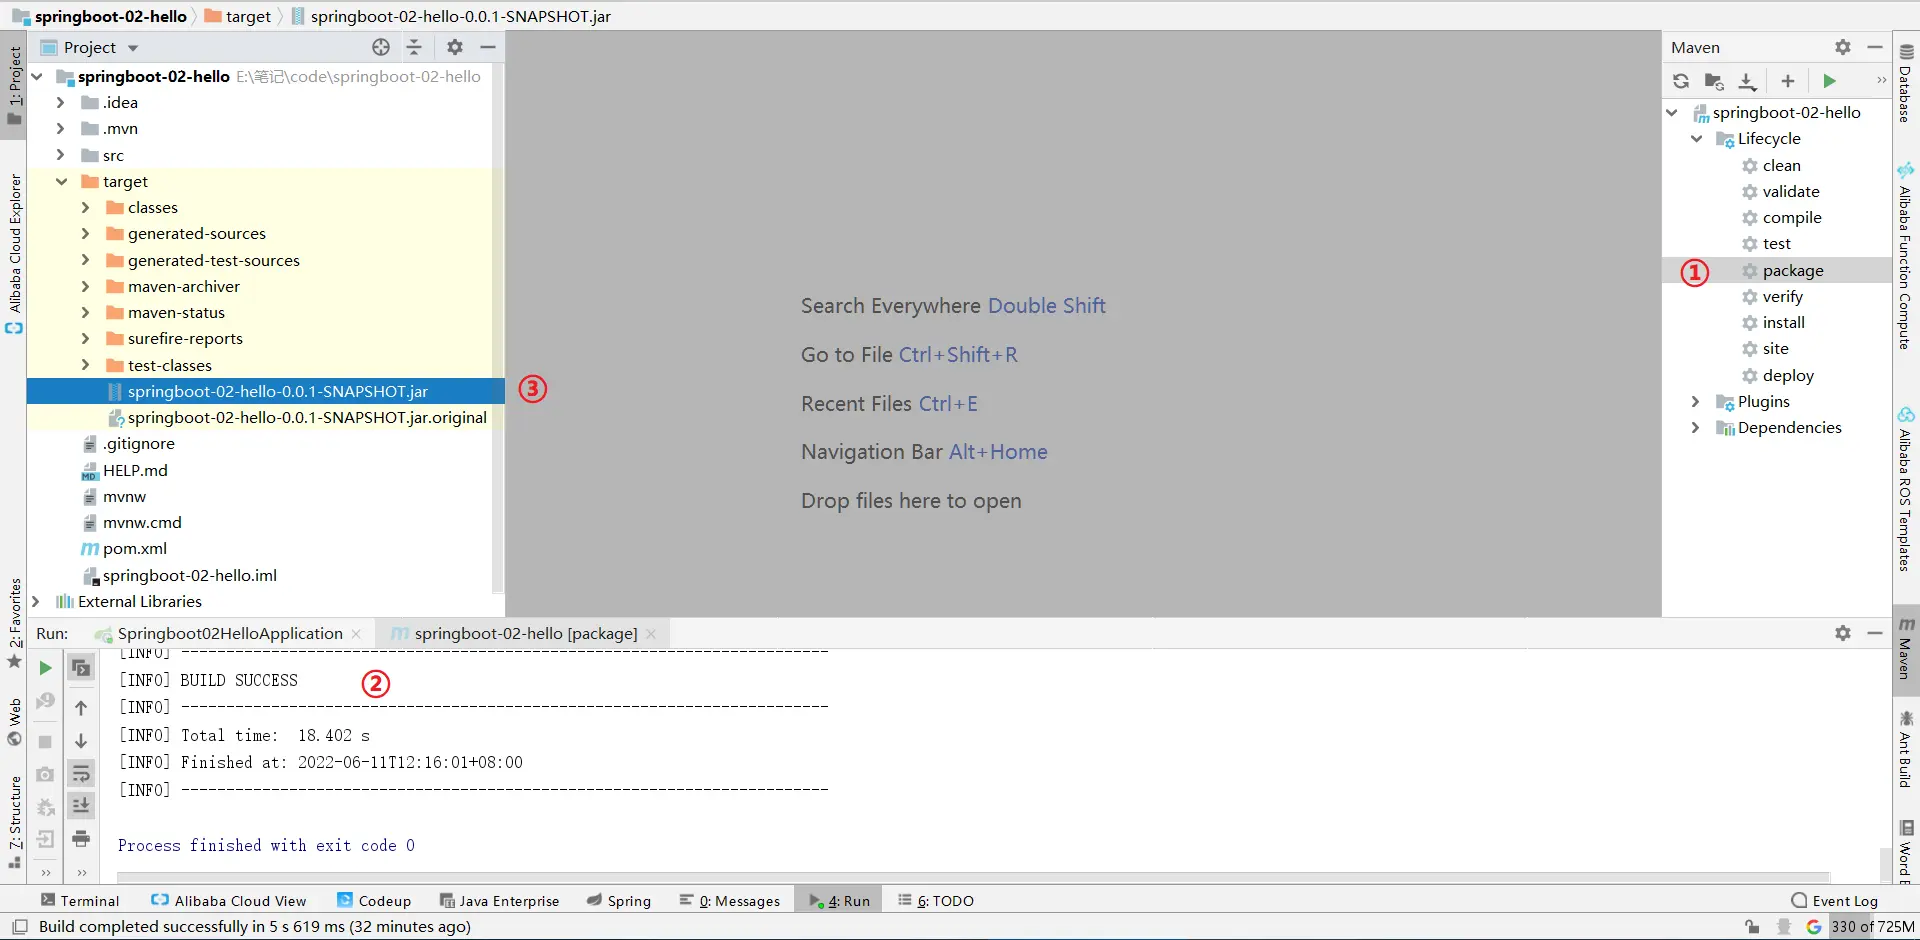 springboot-02-hello target springboot-02-hello-0.0.1-SNAPSHOT.jar
Project
springboot-02-hello E:\笔记\code\springboot-02-hello
.idea
.mvn
src
target
classes
generated-sources
generated-test-sources
maven-archiver
maven-status
surefire-reports
test-classes
springboot-02-hello-0.0.1-SNAPSHOT.jar
③
springboot-02-hello-0.0.1-SNAPSHOT.jar.original
.gitignore
HELP.md
mvnw
mvnw.cmd
pom.xml
springboot-02-hello.iml
External Libraries
1: Project
Alibaba Cloud Explorer
2: Favorites
Web
7: Structure
Search Everywhere Double Shift
Go to File Ctrl+Shift+R
Recent Files Ctrl+E
Navigation Bar Alt+Home
Drop files here to open
Maven
springboot-02-hello
Lifecycle
clean
validate
compile
test
① package
verify
install
site
deploy
Plugins
Dependencies
Database
Alibaba Function Compute
Alibaba ROS Templates
Maven
Ant Build
Run: Springboot02HelloApplication springboot-02-hello [package]
[INFO] ------------------------------------------------------------------------
[INFO] BUILD SUCCESS ②
[INFO] ------------------------------------------------------------------------
[INFO] Total time:  18.402 s
[INFO] Finished at: 2022-06-11T12:16:01+08:00
[INFO] ------------------------------------------------------------------------
Process finished with exit code 0
Terminal Alibaba Cloud View Codeup Java Enterprise Spring 0: Messages 4: Run 6: TODO Event Log
Build completed successfully in 5 s 619 ms (32 minutes ago) 330 of 725M